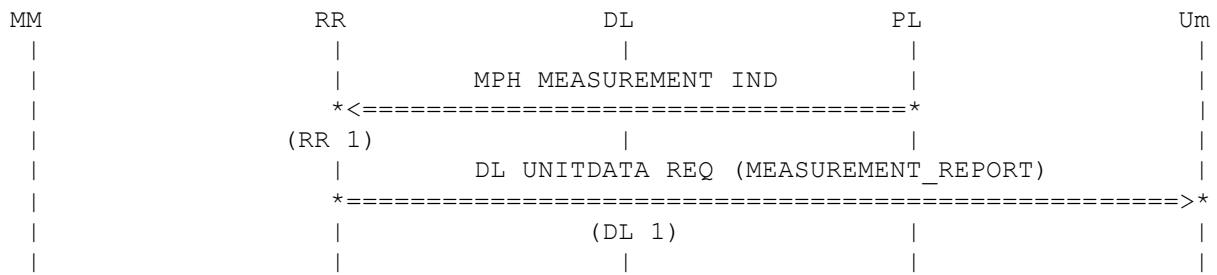 MM RR DL PL Um
| | | | |
| | MPH MEASUREMENT IND | |
| *<==================================* |
| (RR 1) | | |
| | DL UNITDATA REQ (MEASUREMENT_REPORT) |
| *====================================================>*
| | (DL 1) | |
| | | | |